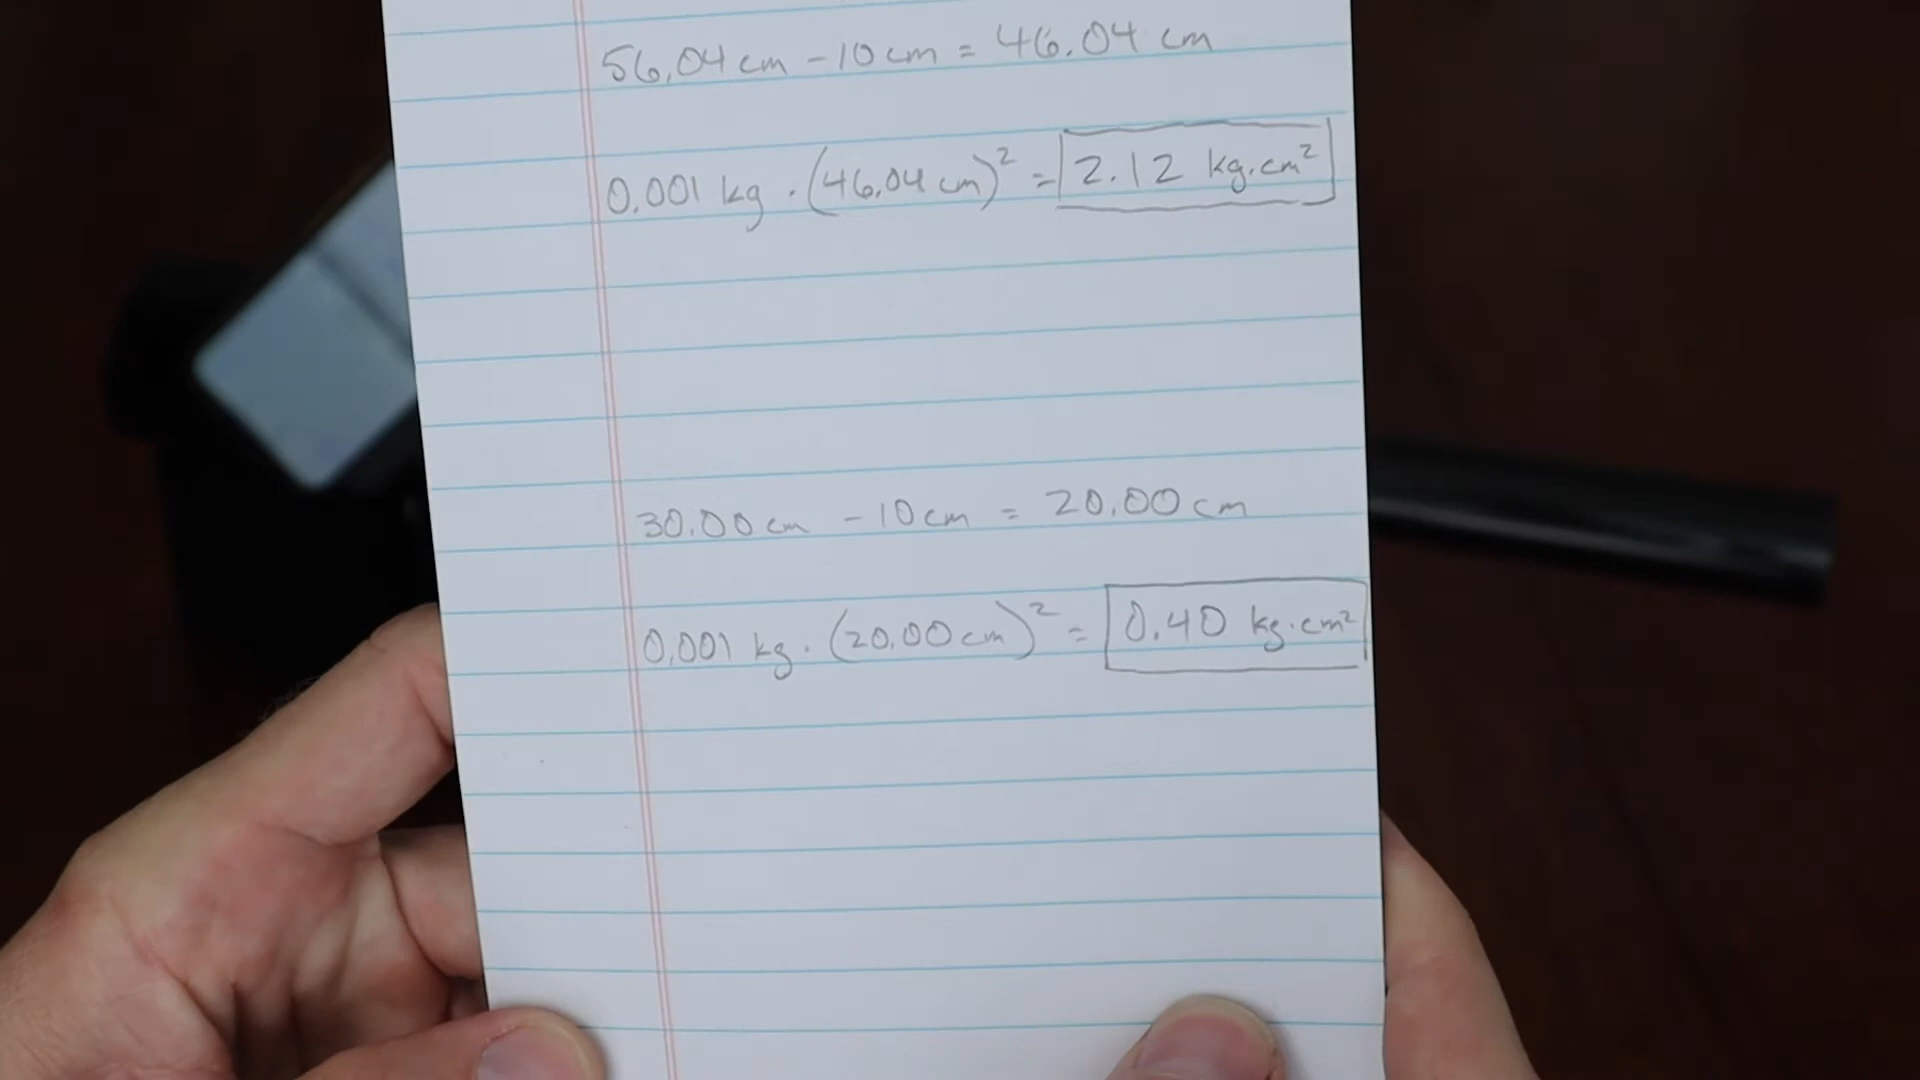 56.04 cm - 10 cm = 46.04 cm
0.001 kg · (46.04 cm)² = 2.12 kg·cm²
30.00 cm - 10 cm = 20.00 cm
0.001 kg · (20.00 cm)² = 0.40 kg·cm²